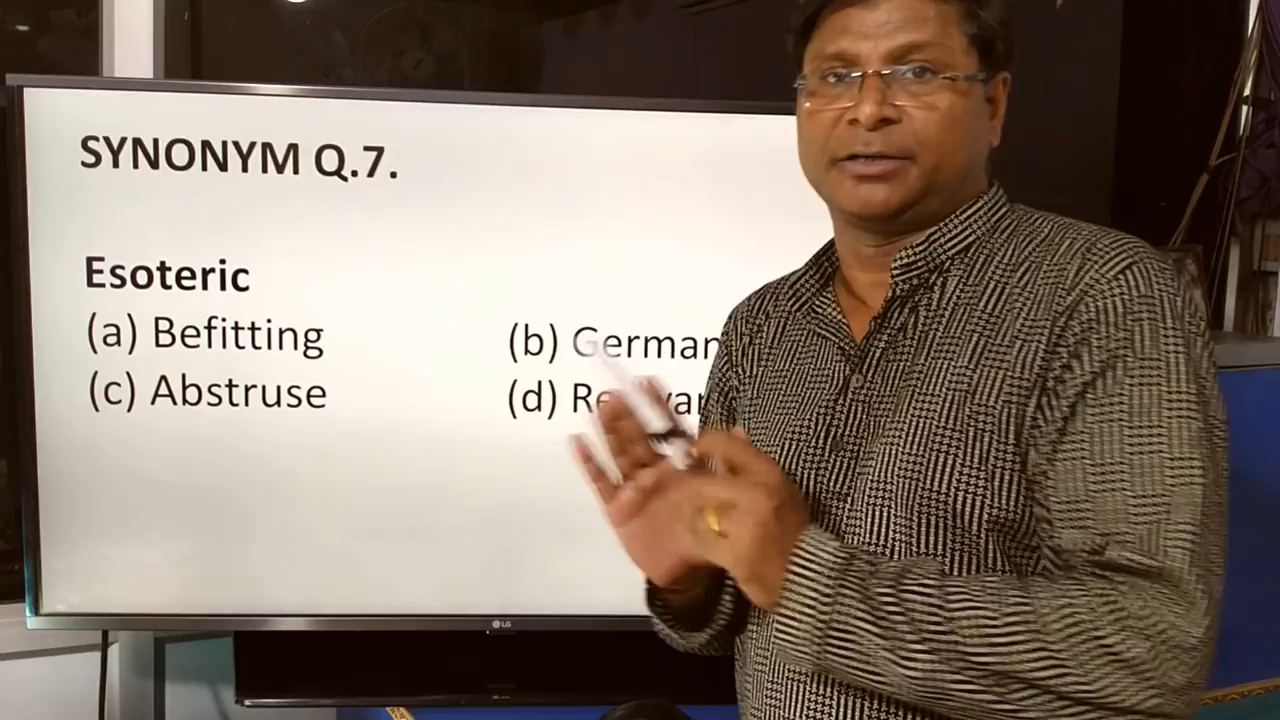 SYNONYM Q.7.
Esoteric
(a) Befitting (b) German
(c) Abstruse (d)
LG